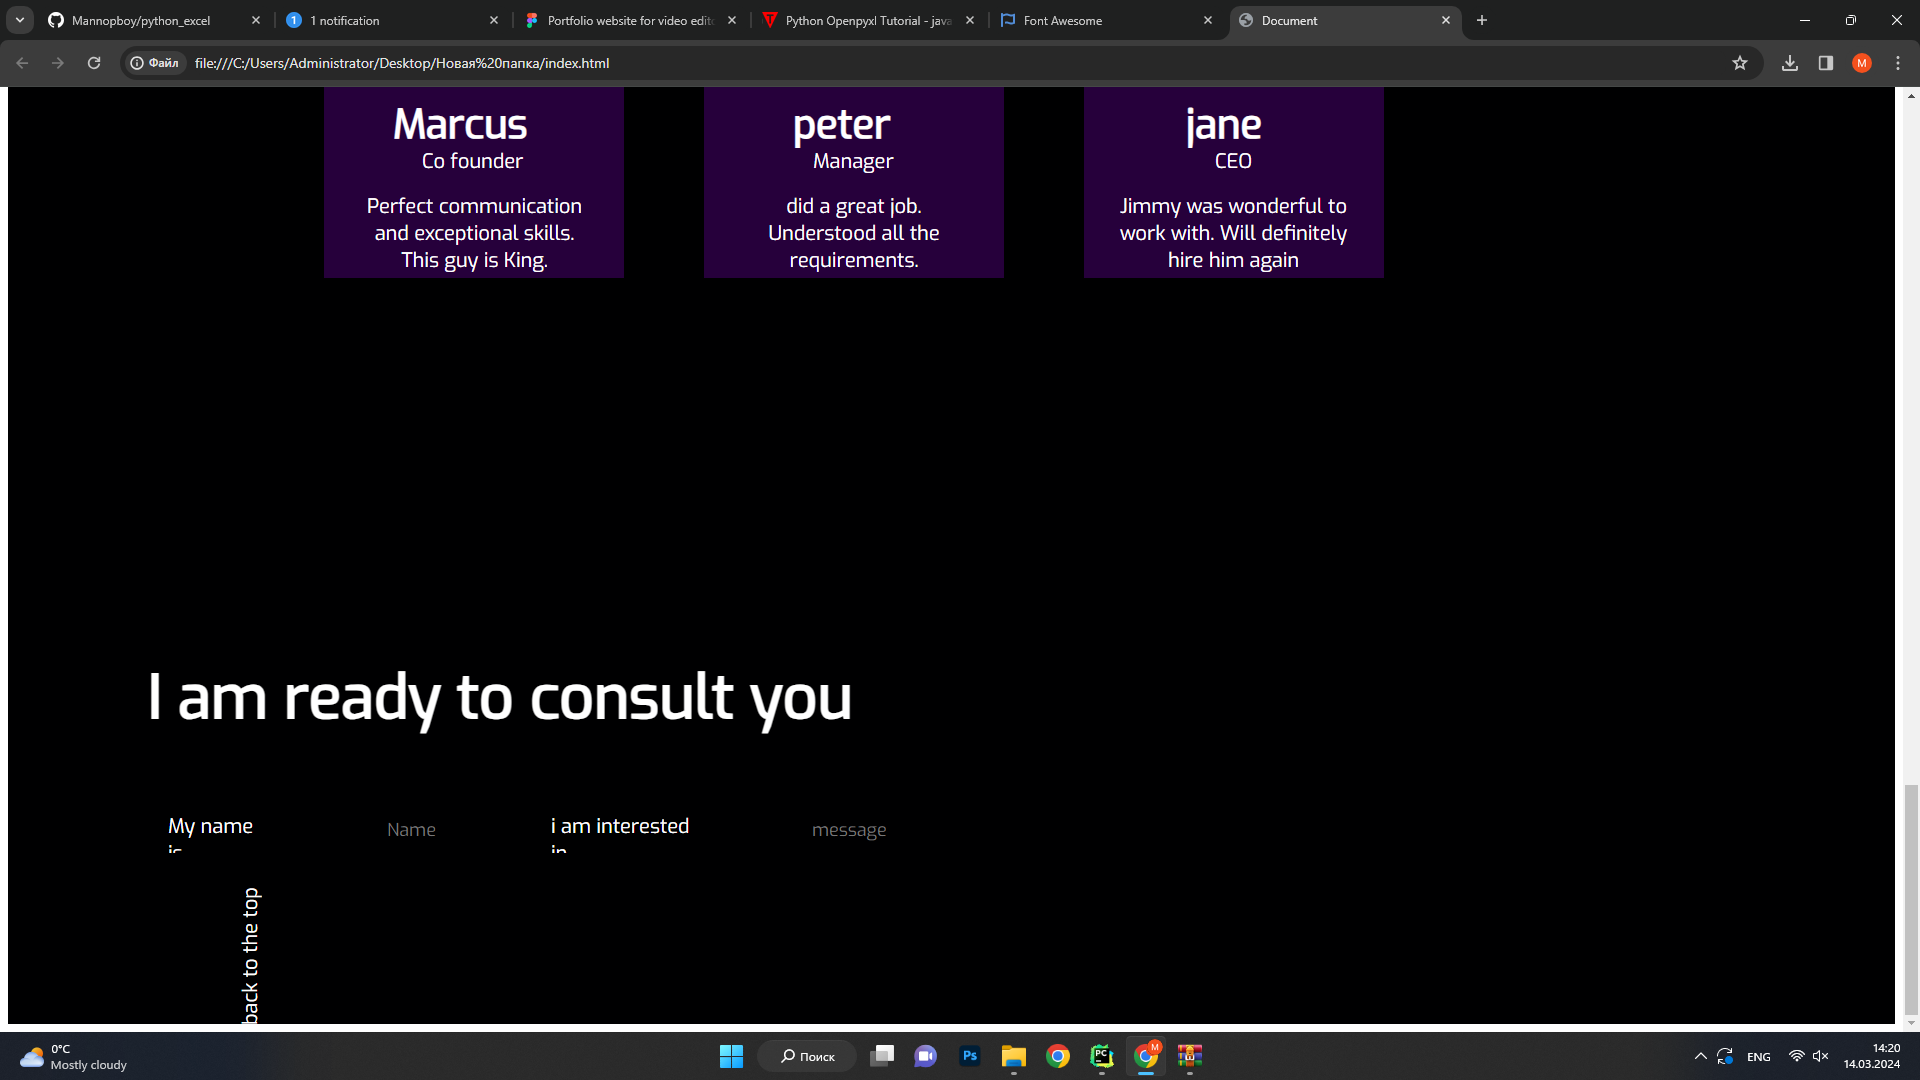 Mannopboy/python_excel
1 notification
Portfolio website for video edito
Python Openpyxl Tutorial - java
Font Awesome
Document
Файл
file:///C:/Users/Administrator/Desktop/Новая%20папка/index.html
M
Marcus
Co founder
Perfect communication
and exceptional skills.
This guy is King.
peter
Manager
did a great job.
Understood all the
requirements.
jane
CEO
Jimmy was wonderful to
work with. Will definitely
hire him again
I am ready to consult you
My name
is
Name
i am interested
in
message
back to the top
0°C
Mostly cloudy
Поиск
Ps
PC
M
ENG
14:20
14.03.2024